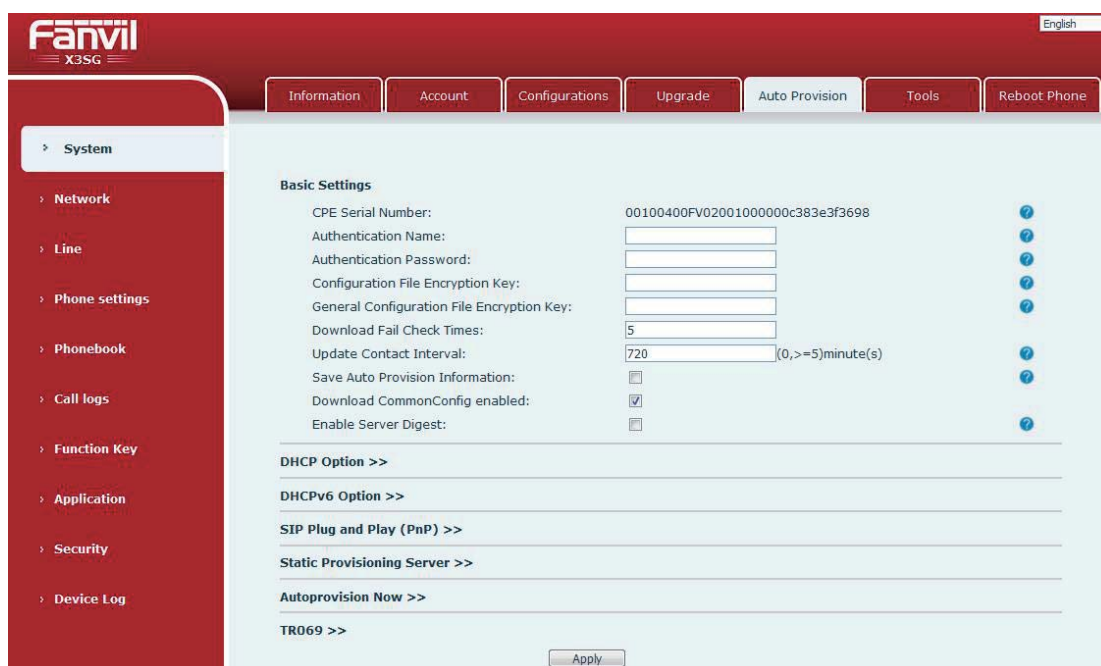 Fanvil
X3SG
English
Information Account Configurations Upgrade Auto Provision Tools Reboot Phone
› System
› Network
› Line
› Phone settings
› Phonebook
› Call logs
› Function Key
› Application
› Security
› Device Log
Basic Settings
CPE Serial Number: 00100400FV02001000000c383e3f3698
Authentication Name:
Authentication Password:
Configuration File Encryption Key:
General Configuration File Encryption Key:
Download Fail Check Times: 5
Update Contact Interval: 720 (0,>=5)minute(s)
Save Auto Provision Information:
Download CommonConfig enabled:
Enable Server Digest:
DHCP Option >>
DHCPv6 Option >>
SIP Plug and Play (PnP) >>
Static Provisioning Server >>
Autoprovision Now >>
TR069 >>
Apply